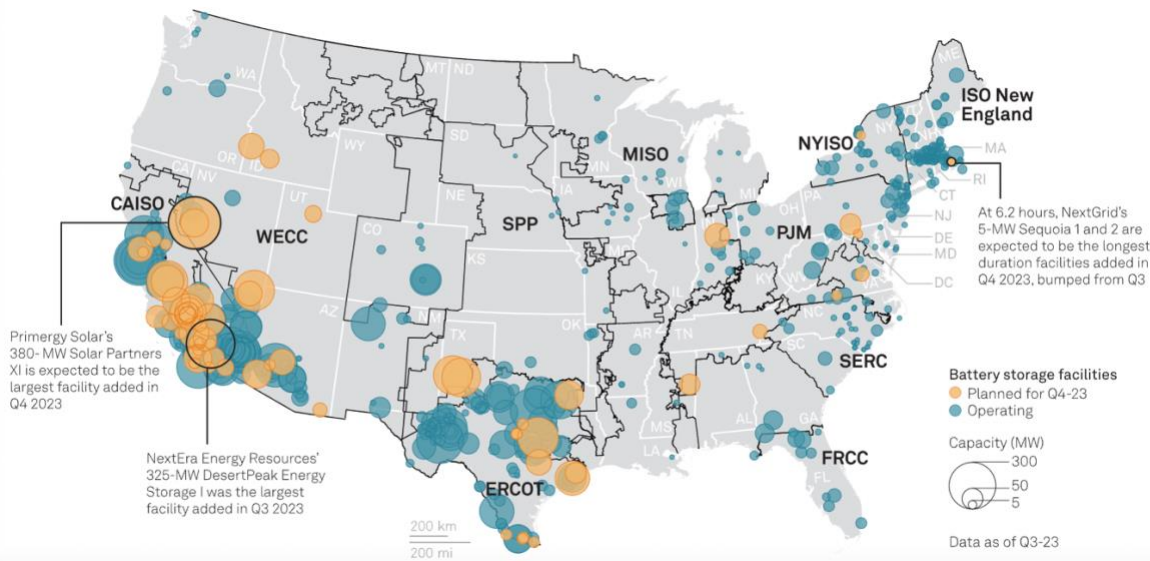 WA
MT
ND
ME
ISO New
England
OR
ID
WY
SD
MN
WI
MISO
NYISO
NY
NH
MA
RI
CT
CA
NV
CAISO
UT
WECC
NE
IA
SPP
MI
OH
PA
PJM
NJ
DE
MD
DC
At 6.2 hours, NextGrid's
5-MW Sequoia 1 and 2 are
expected to be the longest
duration facilities added in
Q4 2023, bumped from Q3
CO
KS
MO
IL
KY
VA
Primergy Solar's
380- MW Solar Partners
XI is expected to be the
largest facility added in
Q4 2023
AZ
NM
TX
OK
AR
TN
NC
SC
SERC
MS
AL
GA
LA
FRCC
FL
ERCOT
NextEra Energy Resources'
325-MW DesertPeak Energy
Storage I was the largest
facility added in Q3 2023
200 km
200 mi
Battery storage facilities
Planned for Q4-23
Operating
Capacity (MW)
300
50
5
Data as of Q3-23